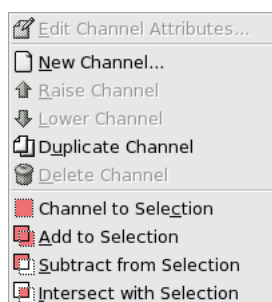 Edit Channel Attributes...
New Channel...
Raise Channel
Lower Channel
Duplicate Channel
Delete Channel
Channel to Selection
Add to Selection
Subtract from Selection
Intersect with Selection